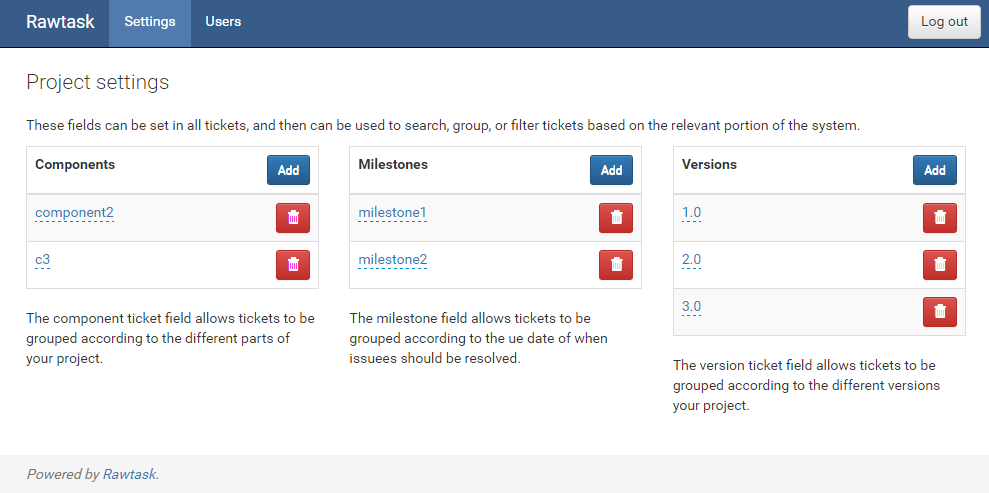 Rawtask Settings Users Log out
Project settings
These fields can be set in all tickets, and then can be used to search, group, or filter tickets based on the relevant portion of the system.
Components Add
component2
c3
The component ticket field allows tickets to be
grouped according to the different parts of
your project.
Milestones Add
milestone1
milestone2
The milestone field allows tickets to be
grouped according to the ue date of when
issuees should be resolved.
Versions Add
1.0
2.0
3.0
The version ticket field allows tickets to be
grouped according to the different versions
your project.
Powered by Rawtask.